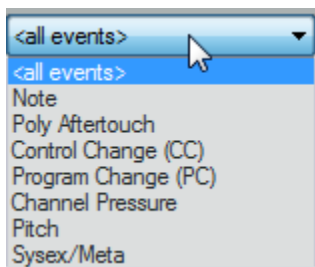 <all events>
<all events>
Note
Poly Aftertouch
Control Change (CC)
Program Change (PC)
Channel Pressure
Pitch
Sysex/Meta